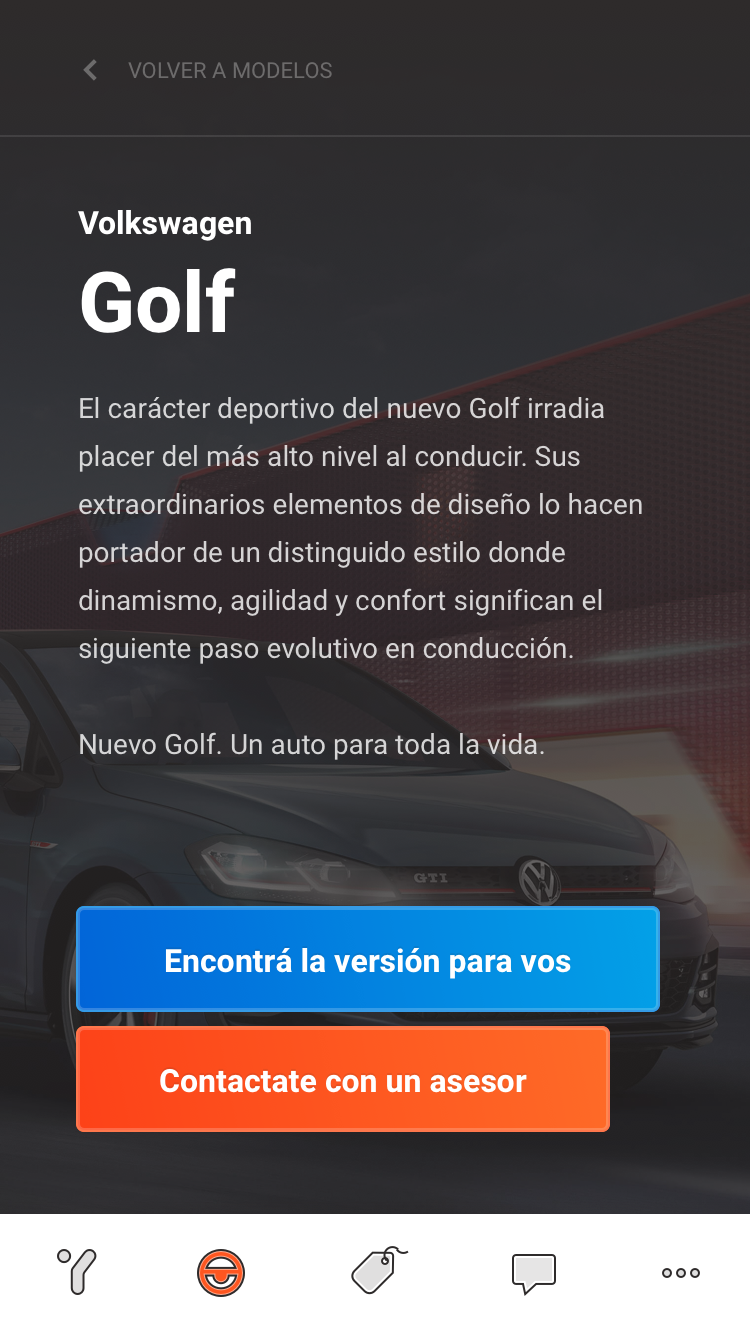 VOLVER A MODELOS
Volkswagen
Golf
El carácter deportivo del nuevo Golf irradia
placer del más alto nivel al conducir. Sus
extraordinarios elementos de diseño lo hacen
portador de un distinguido estilo donde
dinamismo, agilidad y confort significan el
siguiente paso evolutivo en conducción.
Nuevo Golf. Un auto para toda la vida.
GTI
Encontrá la versión para vos
Contactate con un asesor